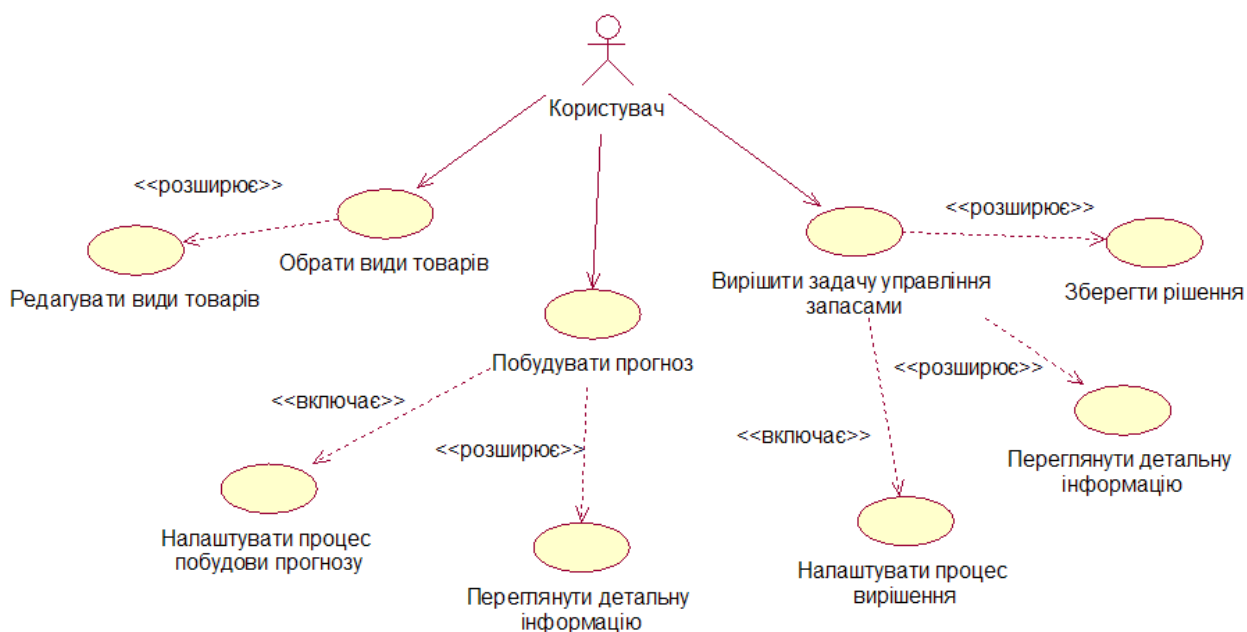 Користувач
<<розширює>>
Обрати види товарів
Редагувати види товарів
<<розширює>>
Вирішити задачу управління
запасами
Зберегти рішення
Побудувати прогноз
<<включає>>
<<розширює>>
Налаштувати процес
побудови прогнозу
Переглянути детальну
інформацію
<<розширює>>
<<включає>>
Переглянути детальну
інформацію
Налаштувати процес
вирішення